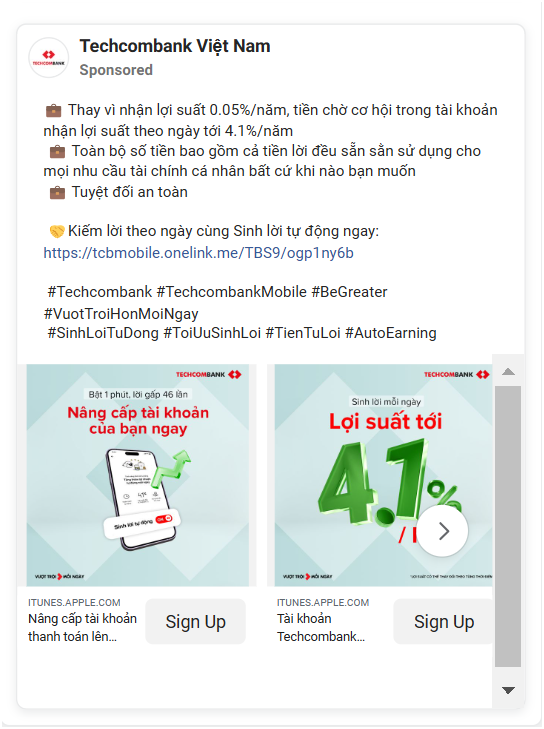 Techcombank Việt Nam
TECHCOMBANK
Sponsored
💼 Thay vì nhận lợi suất 0.05%/năm, tiền chờ cơ hội trong tài khoản
nhận lợi suất theo ngày tới 4.1%/năm
💼 Toàn bộ số tiền bao gồm cả tiền lời đều sẵn sằn sử dụng cho
mọi nhu cầu tài chính cá nhân bất cứ khi nào bạn muốn
💼 Tuyệt đối an toàn
🤝 Kiếm lời theo ngày cùng Sinh lời tự động ngay:
https://tcbmobile.onelink.me/TBS9/ogp1ny6b
#Techcombank #TechcombankMobile #BeGreater
#VuotTroiHonMoiNgay
#SinhLoiTuDong #ToiUuSinhLoi #TienTuLoi #AutoEarning
TECHCOMBANK
Bật 1 phút, lời gấp 46 lần
Nâng cấp tài khoản
của bạn ngay
Sinh lời tự động
VƯỢT TRỘI MỖI NGÀY
ITUNES.APPLE.COM
Nâng cấp tài khoản
thanh toán lên...
Sign Up
TECHCOMBANK
Sinh lời mỗi ngày
Lợi suất tới
4.1%
VƯỢT TRỘI MỖI NGÀY
ITUNES.APPLE.COM
Tài khoản
Techcombank...
Sign Up